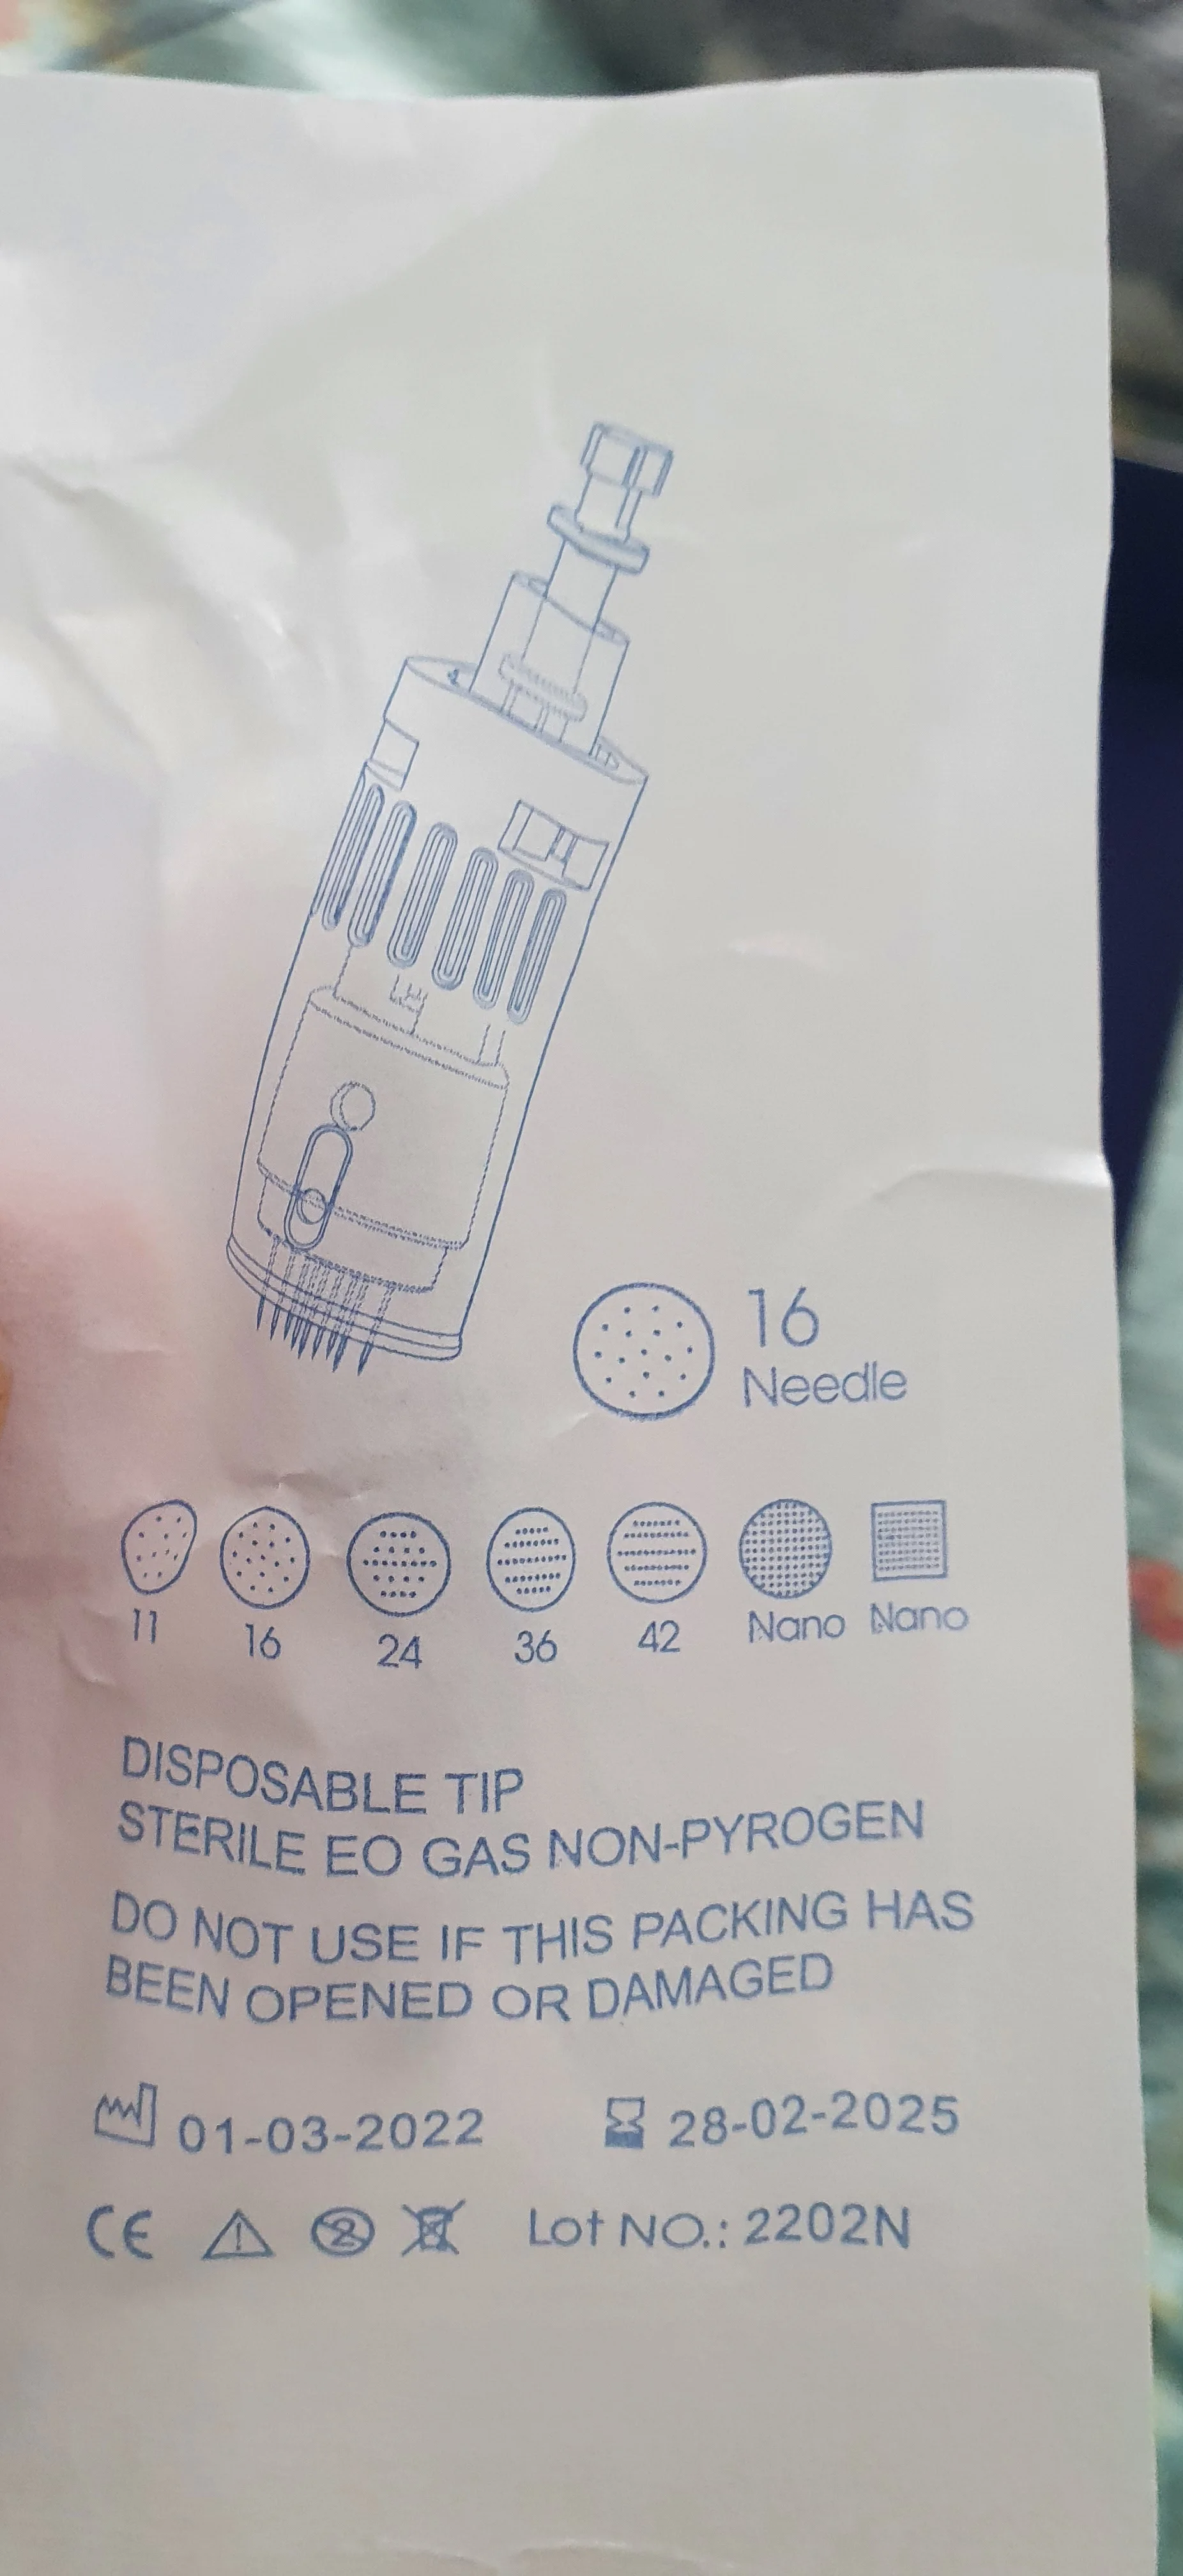 16
Needle
11 16 24 36 42 Nano Nano
DISPOSABLE TIP
STERILE EO GAS NON-PYROGEN
DO NOT USE IF THIS PACKING HAS
BEEN OPENED OR DAMAGED
01-03-2022 28-02-2025
CE 2 Lot NO.: 2202N